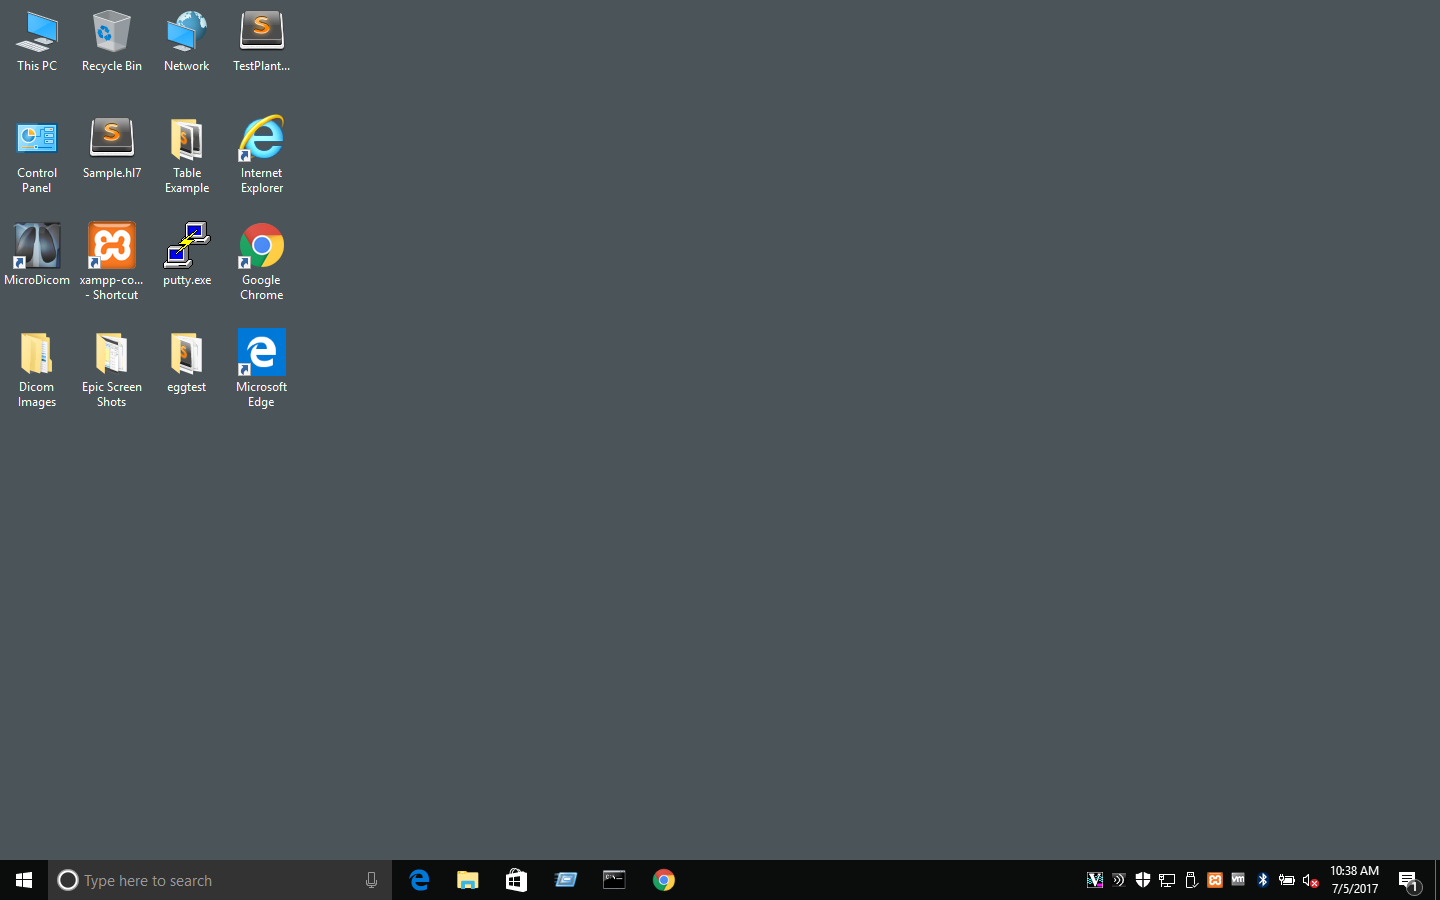 This PC
Recycle Bin
Network
TestPlant...
Control
Panel
Sample.hl7
Table
Example
Internet
Explorer
MicroDicom
xampp-co...
- Shortcut
putty.exe
Google
Chrome
Dicom
Images
Epic Screen
Shots
eggtest
Microsoft
Edge
Type here to search
10:38 AM
7/5/2017
1